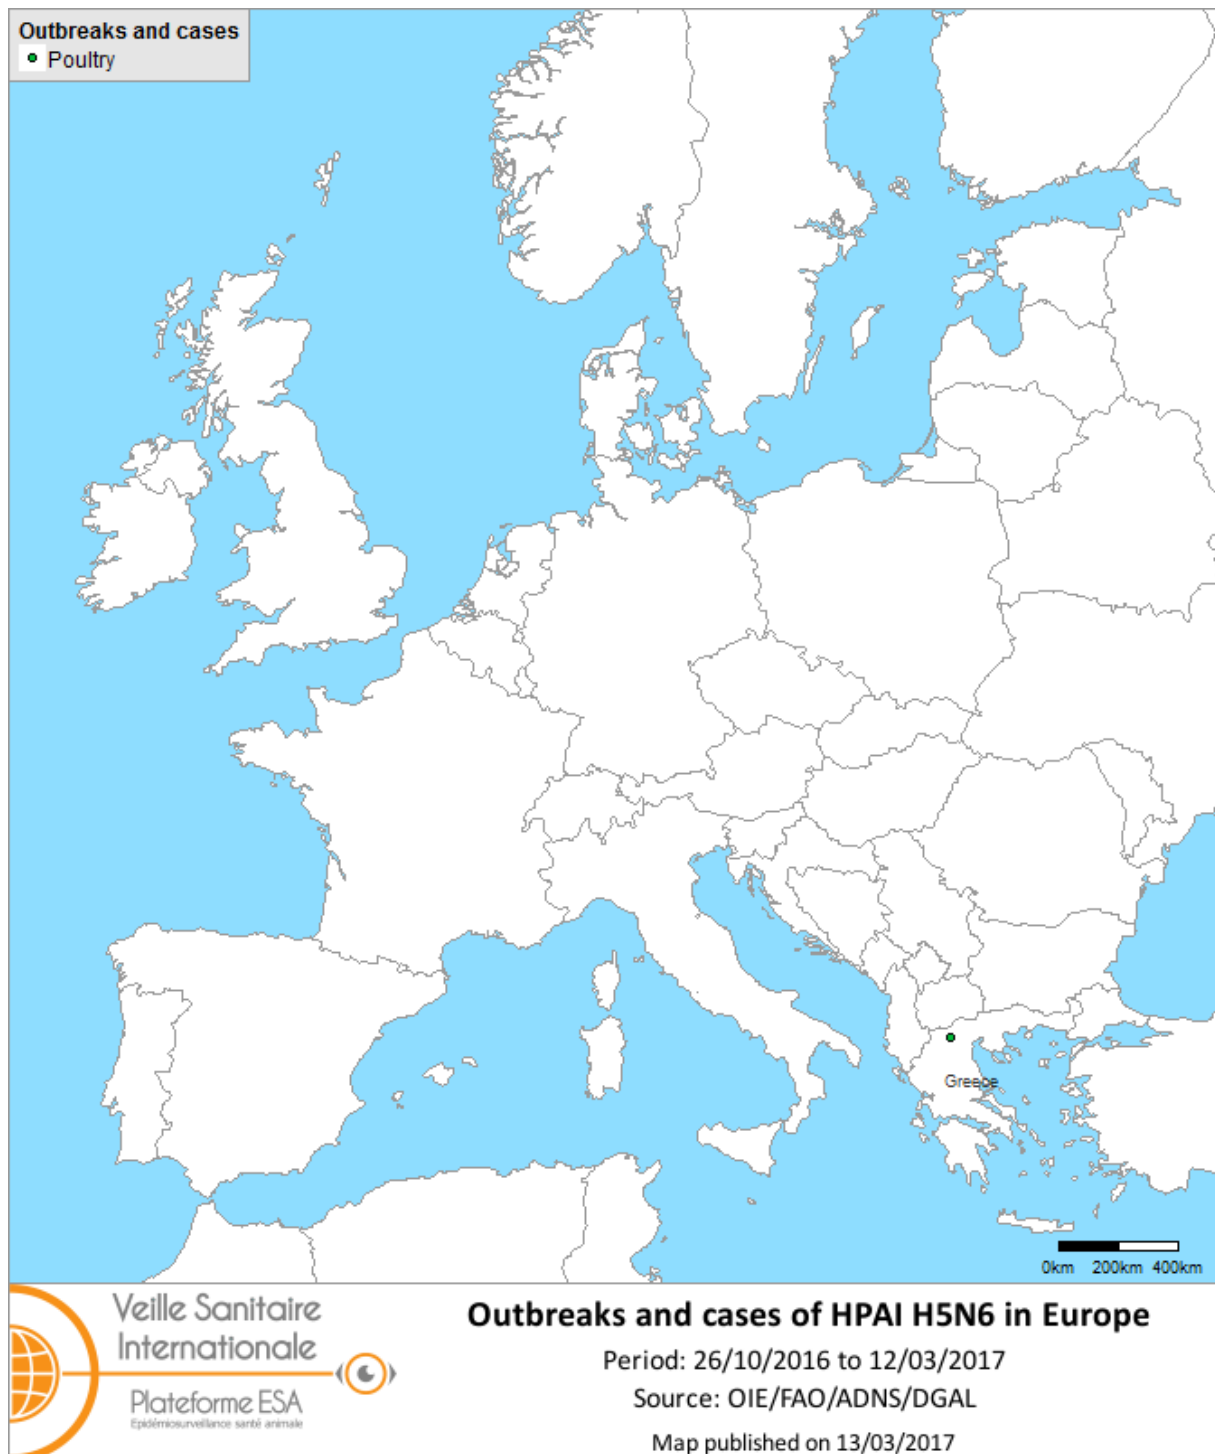 Outbreaks and cases
Poultry
Greece
0km 200km 400km
Veille Sanitaire
Internationale
Plateforme ESA
Epidémiosurveillance santé animale
Outbreaks and cases of HPAI H5N6 in Europe
Period: 26/10/2016 to 12/03/2017
Source: OIE/FAO/ADNS/DGAL
Map published on 13/03/2017